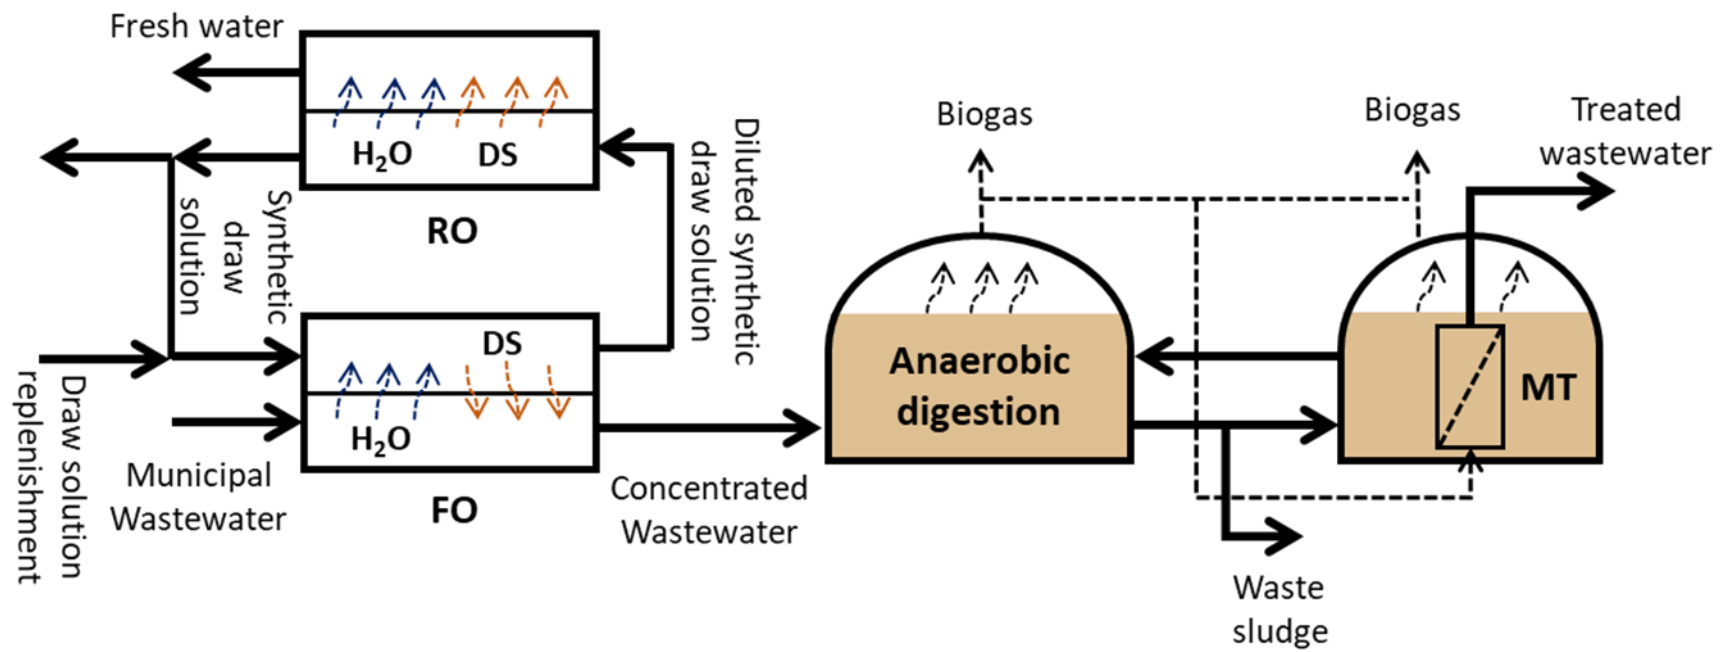 Fresh water
H₂O
DS
RO
Synthetic
draw
solution
Diluted synthetic
draw solution
Draw solution
replenishment
DS
H₂O
FO
Municipal
Wastewater
Concentrated
Wastewater
Biogas
Anaerobic
digestion
Biogas
Treated
wastewater
MT
Waste
sludge